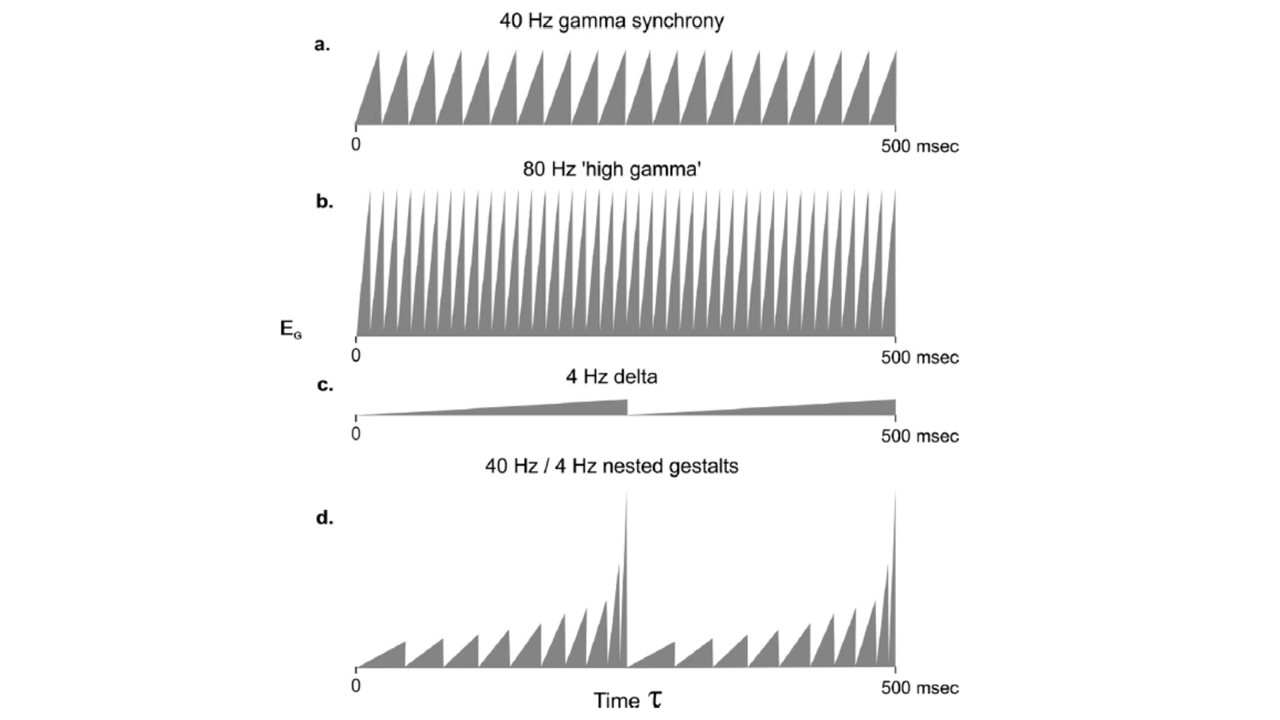 40 Hz gamma synchrony
a.
0
500 msec
80 Hz 'high gamma'
b.
E_G
0
500 msec
4 Hz delta
c.
0
500 msec
40 Hz / 4 Hz nested gestalts
d.
0
500 msec
Time τ